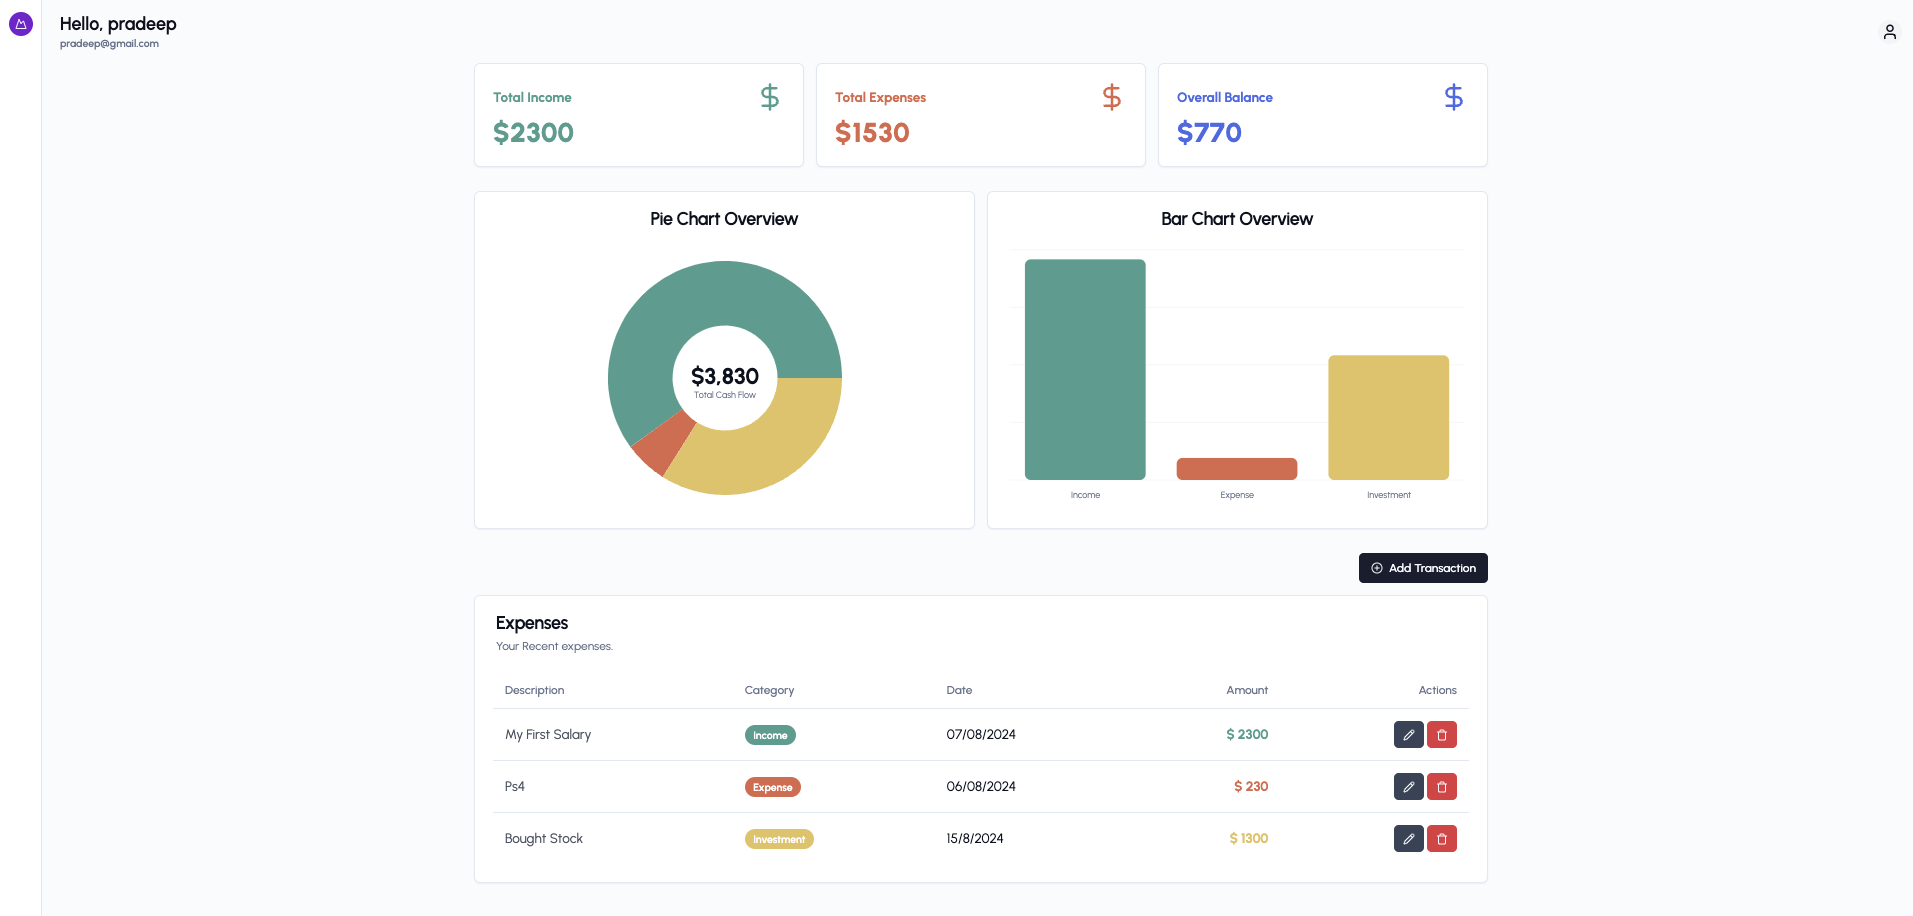 Hello, pradeep
pradeep@gmail.com
Total Income
$2300
Total Expenses
$1530
Overall Balance
$770
Pie Chart Overview
$3,830
Total Cash Flow
Bar Chart Overview
Income Expense Investment
Add Transaction
Expenses
Your Recent expenses.
Description Category Date Amount Actions
My First Salary Income 07/08/2024 $ 2300
Ps4 Expense 06/08/2024 $ 230
Bought Stock Investment 15/8/2024 $ 1300